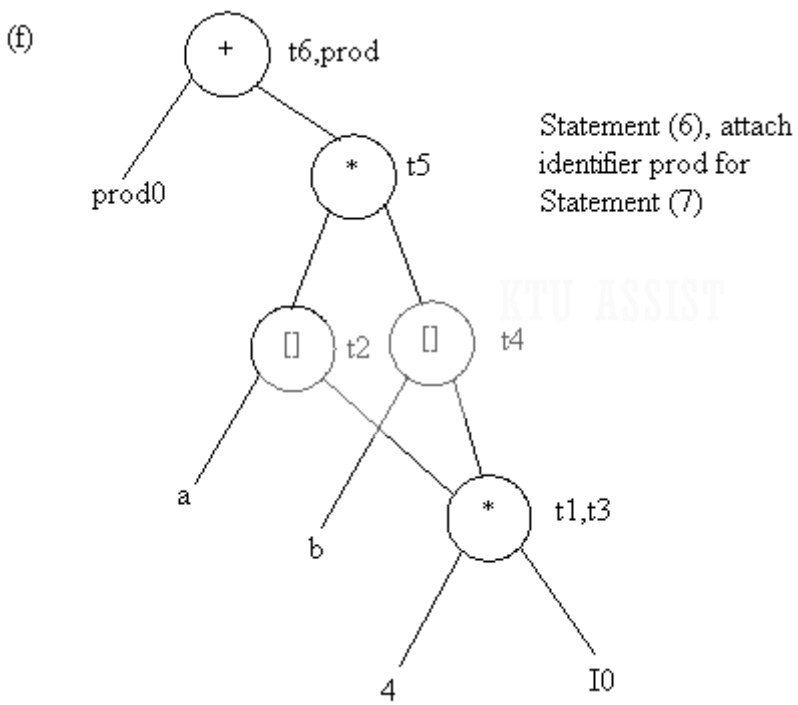 (f)
+ t6,prod
Statement (6), attach
identifier prod for
Statement (7)
* t5
prod0
KTU ASSIST
[] t2 [] t4
a
* t1,t3
b
4
I0